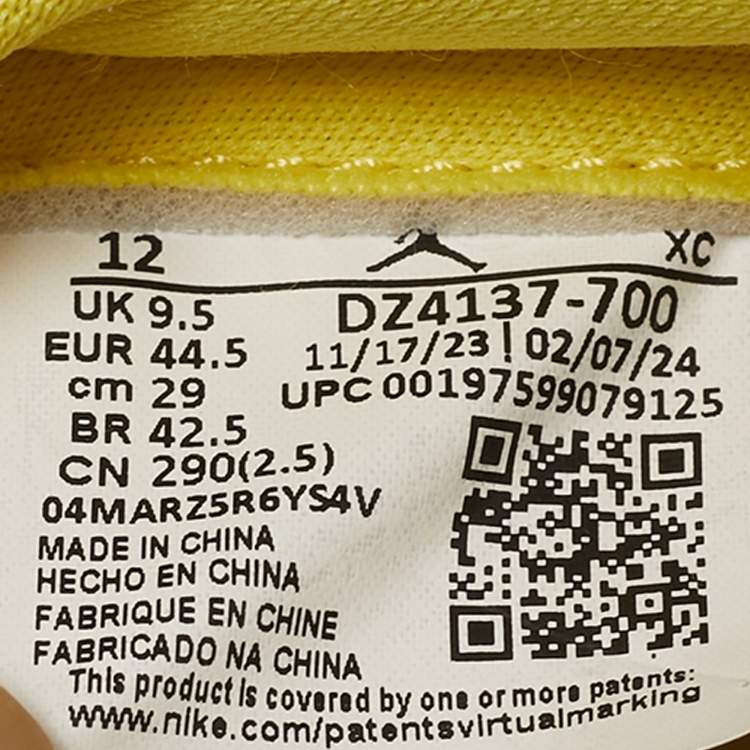 12 XC
UK 9.5 DZ4137-700
EUR 44.5 11/17/23 | 02/07/24
cm 29 UPC 00197599079125
BR 42.5
CN 290(2.5)
04MARZ5R6YS4V
MADE IN CHINA
HECHO EN CHINA
FABRIQUE EN CHINE
FABRICADO NA CHINA
This product is covered by one or more patents:
www.nike.com/patentsvirtualmarking